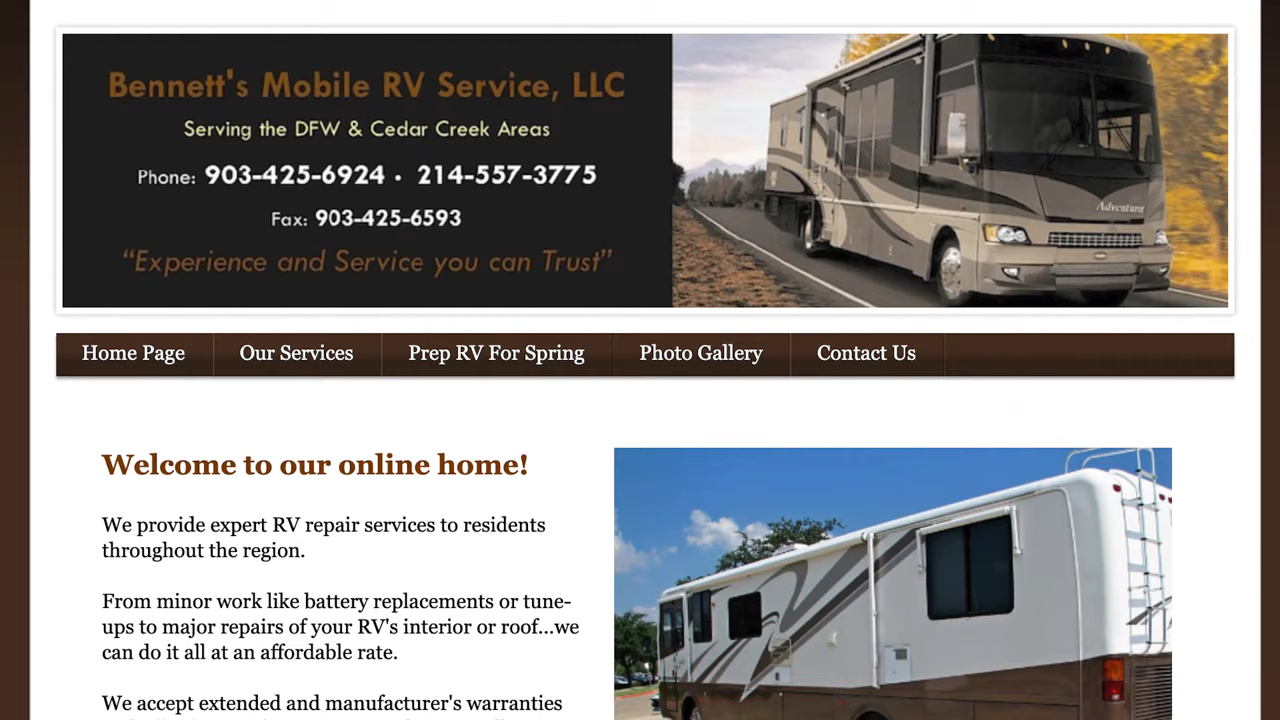 Bennett's Mobile RV Service, LLC
Serving the DFW & Cedar Creek Areas
Phone: 903-425-6924 · 214-557-3775
Fax: 903-425-6593
“Experience and Service you can Trust”
Adventurer
Home Page
Our Services
Prep RV For Spring
Photo Gallery
Contact Us
Welcome to our online home!
We provide expert RV repair services to residents
throughout the region.
From minor work like battery replacements or tune-
ups to major repairs of your RV's interior or roof...we
can do it all at an affordable rate.
We accept extended and manufacturer's warranties